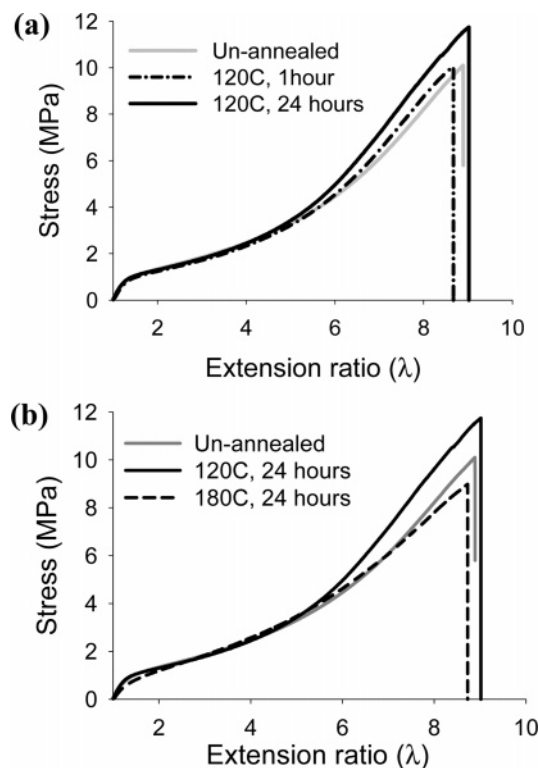 (a)
12
10
8
6
4
2
0
Stress (MPa)
Un-annealed
120C, 1hour
120C, 24 hours
2 4 6 8 10
Extension ratio (λ)
(b)
12
10
8
6
4
2
0
Stress (MPa)
Un-annealed
120C, 24 hours
180C, 24 hours
2 4 6 8 10
Extension ratio (λ)